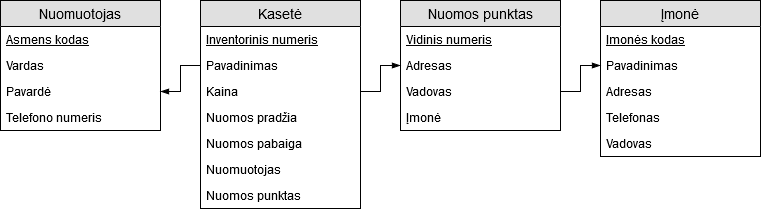 Nuomuotojas
Asmens kodas
Vardas
Pavardė
Telefono numeris
Kasetė
Inventorinis numeris
Pavadinimas
Kaina
Nuomos pradžia
Nuomos pabaiga
Nuomuotojas
Nuomos punktas
Nuomos punktas
Vidinis numeris
Adresas
Vadovas
Įmonė
Įmonė
Įmonės kodas
Pavadinimas
Adresas
Telefonas
Vadovas